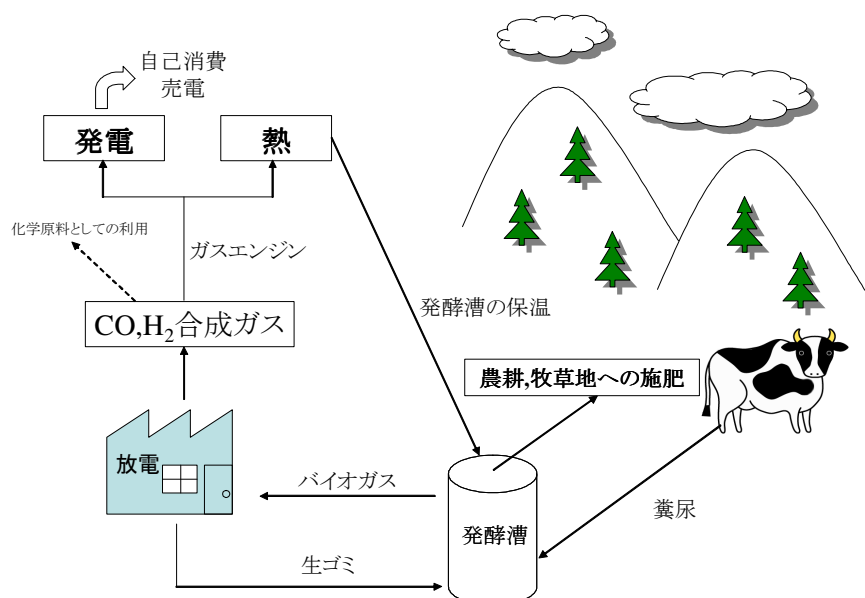 自己消費
売電
発電
熱
化学原料としての利用
ガスエンジン
発酵漕の保温
CO,H2合成ガス
農耕,牧草地への施肥
放電
バイオガス
発酵漕
糞尿
生ゴミ